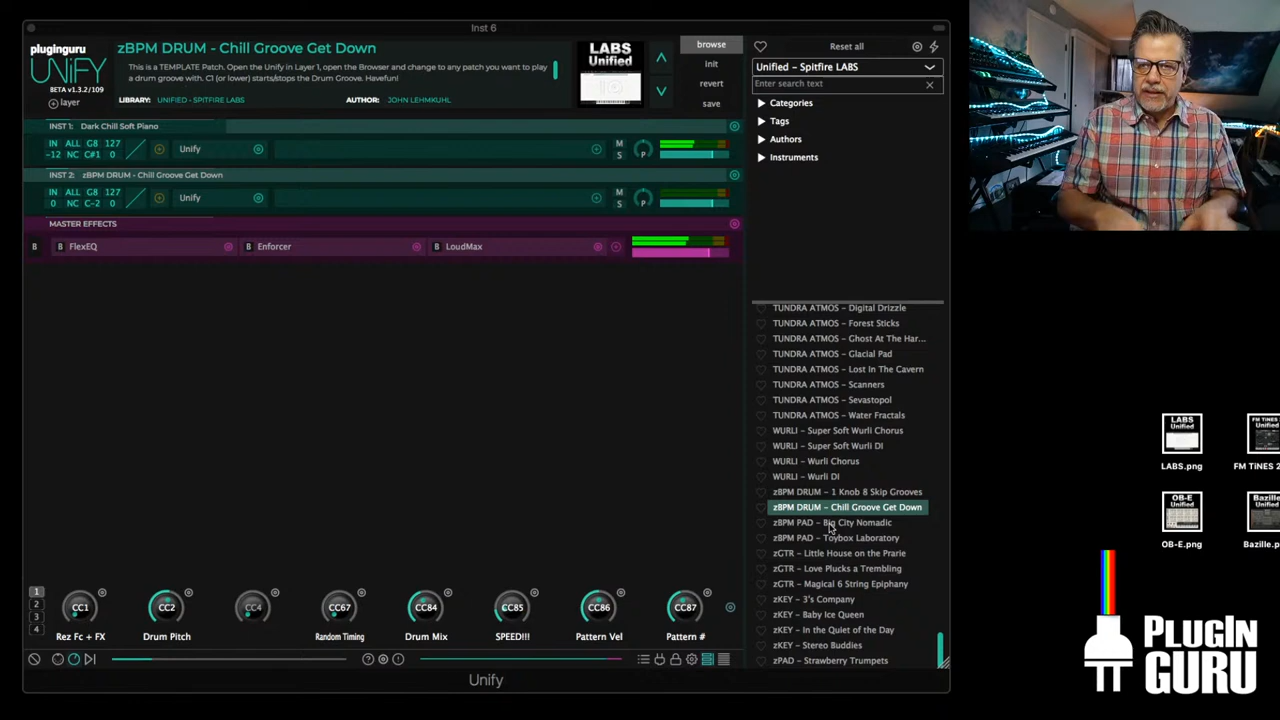 Inst 6
pluginguru
UNIFY
BETA v1.3.2/109
layer
zBPM DRUM - Chill Groove Get Down
This is a TEMPLATE Patch. Open the Unify in Layer 1, open the Browser and change to any patch you want to play
a drum groove with. C1 (or lower) starts/stops the Drum Groove. Havefun!
LIBRARY: UNIFIED - SPITFIRE LABS AUTHOR: JOHN LEHMKUHL
LABS
Unified
browse
init
revert
save
Reset all
Unified - Spitfire LABS
Enter search text
Categories
Tags
Authors
Instruments
INST 1: Dark Chill Soft Piano
IN ALL G8 127
-12 NC C#1 0
Unify
M
S
P
INST 2: zBPM DRUM - Chill Groove Get Down
IN ALL G8 127
0 NC C-2 0
Unify
M
S
P
MASTER EFFECTS
B B FlexEQ B Enforcer B LoudMax
TUNDRA ATMOS - Digital Drizzle
TUNDRA ATMOS - Forest Sticks
TUNDRA ATMOS - Ghost At The Har...
TUNDRA ATMOS - Glacial Pad
TUNDRA ATMOS - Lost In The Cavern
TUNDRA ATMOS - Scanners
TUNDRA ATMOS - Sevastopol
TUNDRA ATMOS - Water Fractals
WURLI - Super Soft Wurli Chorus
WURLI - Super Soft Wurli DI
WURLI - Wurli Chorus
WURLI - Wurli DI
zBPM DRUM - 1 Knob 8 Skip Grooves
zBPM DRUM - Chill Groove Get Down
zBPM PAD - Big City Nomadic
zBPM PAD - Toybox Laboratory
zGTR - Little House on the Prarie
zGTR - Love Plucks a Trembling
zGTR - Magical 6 String Epiphany
zKEY - 3's Company
zKEY - Baby Ice Queen
zKEY - In the Quiet of the Day
zKEY - Stereo Buddies
zPAD - Strawberry Trumpets
1
2
3
4
CC1 CC2 CC4 CC67 CC84 CC85 CC86 CC87
Rez Fc + FX Drum Pitch Random Timing Drum Mix SPEED!!! Pattern Vel Pattern #
Unify
LABS
Unified
LABS.png
FM TINES 2
OB-E
Unified
OB-E.png
Bazille
Unified
Bazille.p
PLUGIN
GURU